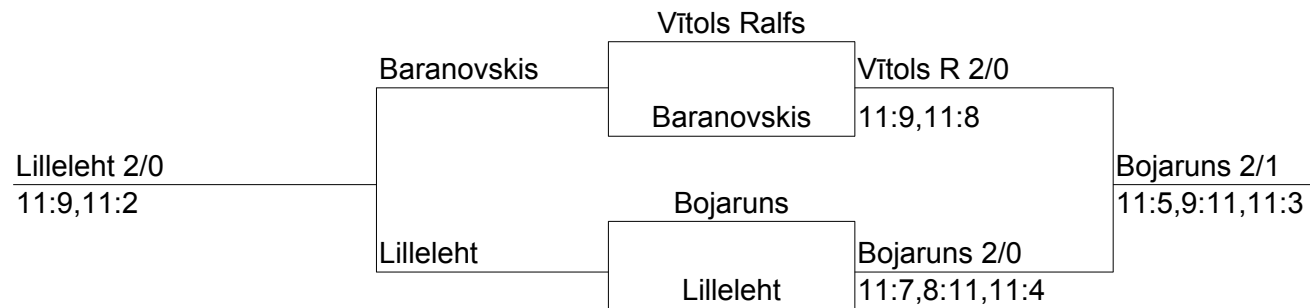 Vītols Ralfs
Baranovskis
Vītols R 2/0
Baranovskis
11:9,11:8
Lilleleht 2/0
Bojaruns 2/1
11:9,11:2
11:5,9:11,11:3
Bojaruns
Lilleleht
Bojaruns 2/0
Lilleleht
11:7,8:11,11:4